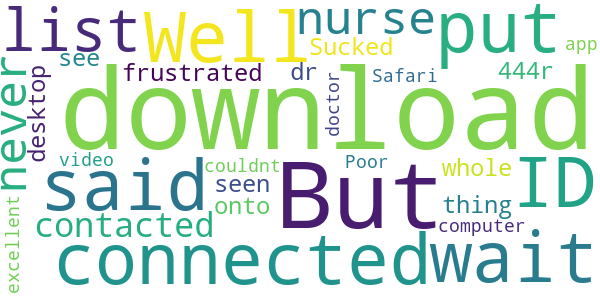 list
Well
nurse
put
see
Sucked
app
frustrated
dr
Safari
444r
never
desktop
download
doctor
video
couldnt
Poor
whole
ID
said
seen
But
onto
thing
contacted
computer
excellent
connected
wait